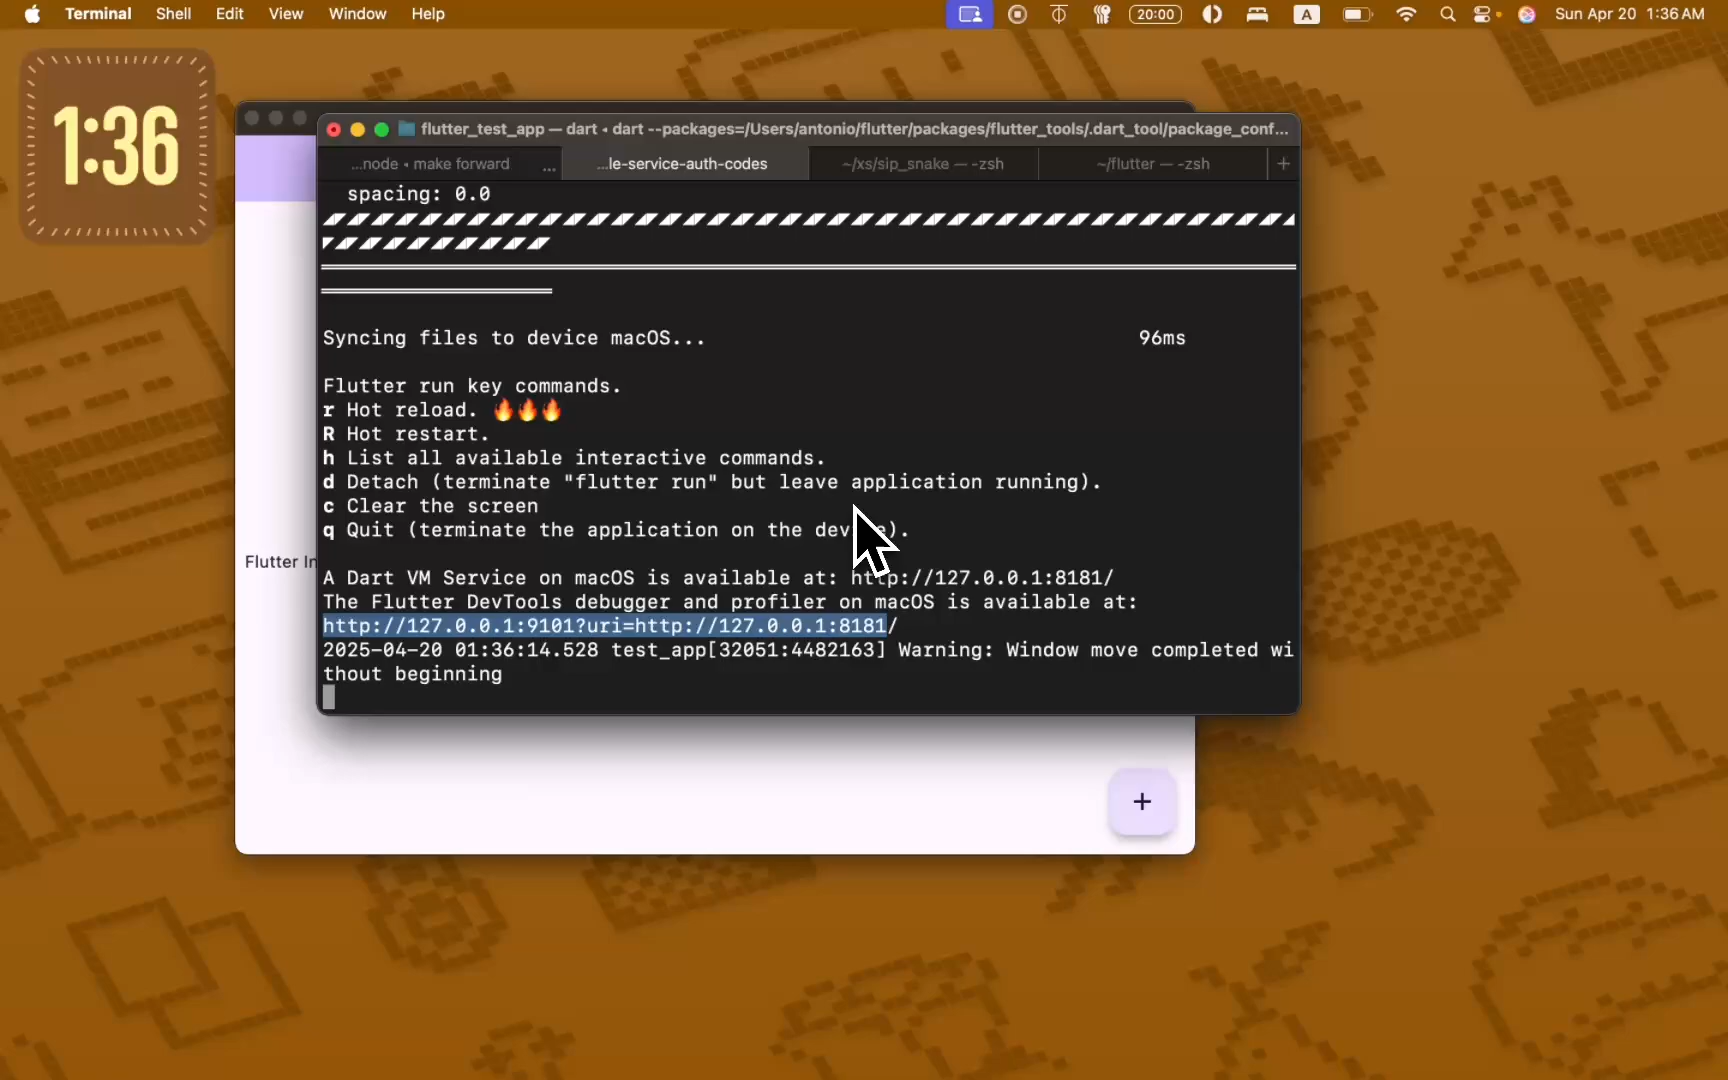 Terminal Shell Edit View Window Help 20:00 A Sun Apr 20 1:36 AM
1:36
flutter_test_app — dart ◂ dart --packages=/Users/antonio/flutter/packages/flutter_tools/.dart_tool/package_conf...
...node ◂ make forward ... ...le-service-auth-codes ~/xs/sip_snake — -zsh ~/flutter — -zsh +
spacing: 0.0
Syncing files to device macOS... 96ms
Flutter run key commands.
r Hot reload. 🔥🔥🔥
R Hot restart.
h List all available interactive commands.
d Detach (terminate "flutter run" but leave application running).
c Clear the screen
q Quit (terminate the application on the dev e).
Flutter In
A Dart VM Service on macOS is available at: http://127.0.0.1:8181/
The Flutter DevTools debugger and profiler on macOS is available at:
http://127.0.0.1:9101?uri=http://127.0.0.1:8181/
2025-04-20 01:36:14.528 test_app[32051:4482163] Warning: Window move completed wi
thout beginning
+